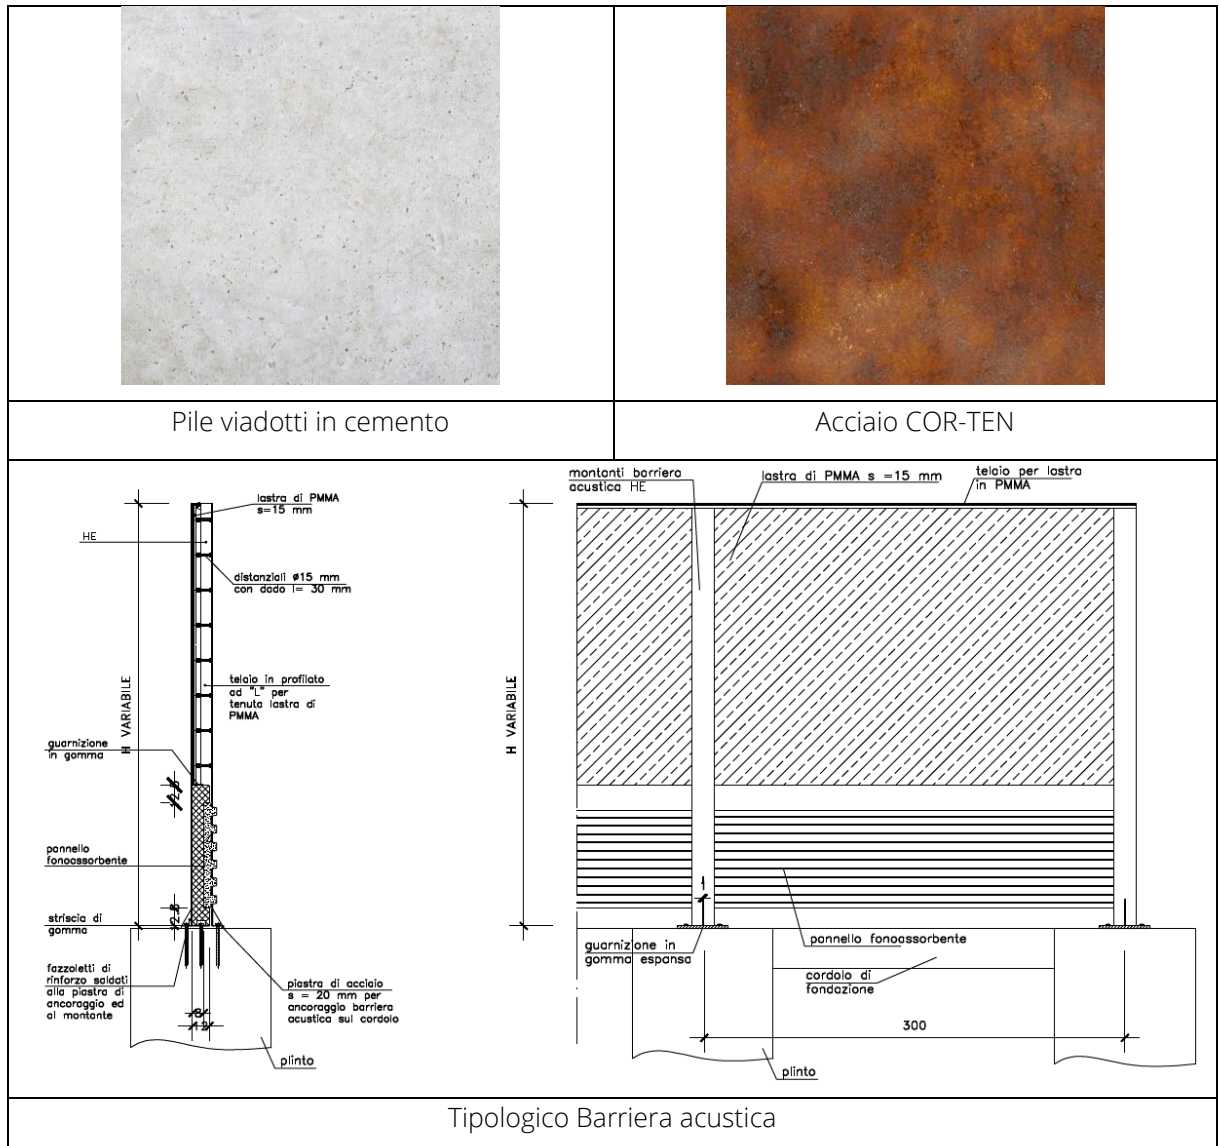 Pile viadotti in cemento
Acciaio COR-TEN
lastra di PMMA
s=15 mm
HE
distanziali ø15 mm
con dado l= 30 mm
H VARIABILE
telaio in profilato
ad "L" per
tenuta lastra di
PMMA
guarnizione
in gomma
pannello
fonoassorbente
striscia di
gomma
fazzoletti di
rinforzo saldati
alla piastra di
ancoraggio ed
al montante
piastra di acciaio
s = 20 mm per
ancoraggio barriera
acustica sul cordolo
12
plinto
montanti barriera
acustica HE
lastra di PMMA s =15 mm
telaio per lastra
in PMMA
H VARIABILE
1
guarnizione in
gomma espansa
pannello fonoassorbente
cordolo di
fondazione
300
plinto
Tipologico Barriera acustica